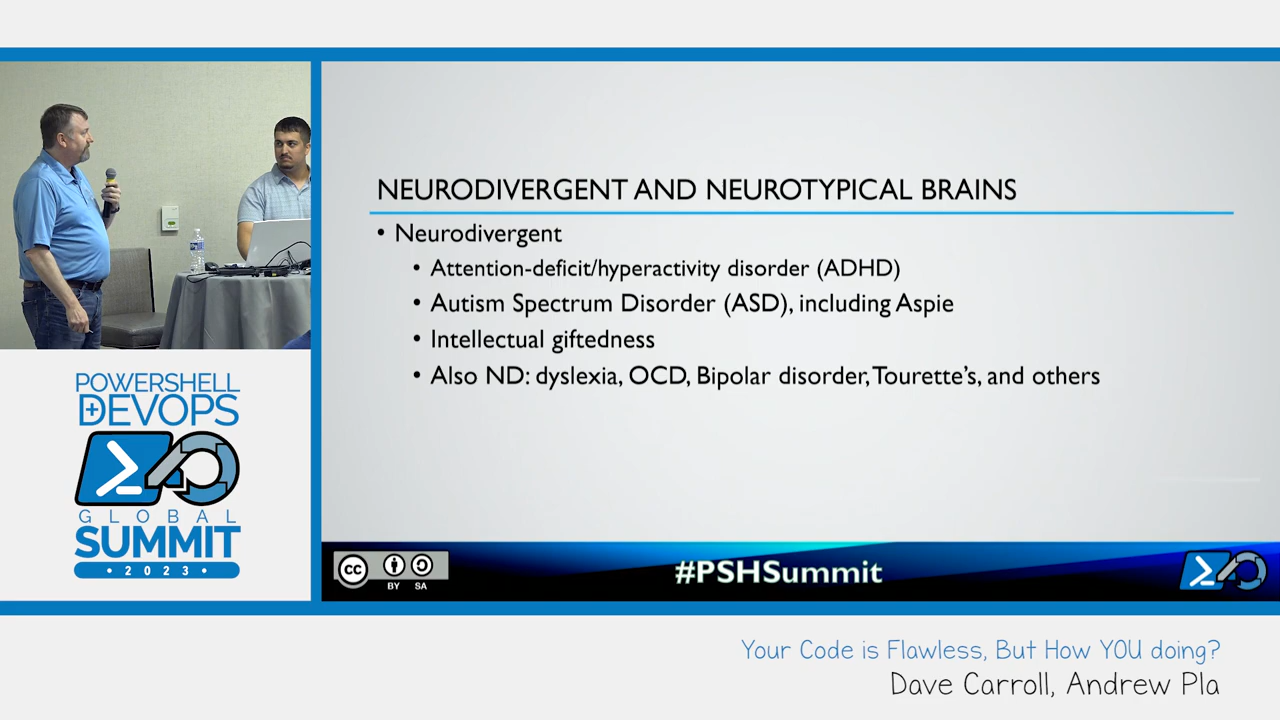 NEURODIVERGENT AND NEUROTYPICAL BRAINS
• Neurodivergent
• Attention-deficit/hyperactivity disorder (ADHD)
• Autism Spectrum Disorder (ASD), including Aspie
• Intellectual giftedness
• Also ND: dyslexia, OCD, Bipolar disorder, Tourette's, and others
POWERSHELL
+DEVOPS
GLOBAL
SUMMIT
• 2023 •
cc
BY SA
#PSHSummit
Your Code is Flawless, But How YOU doing?
Dave Carroll, Andrew Pla